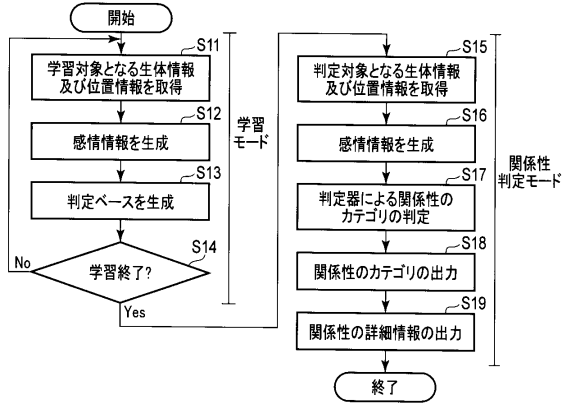 開始
S11
学習対象となる生体情報
及び位置情報を取得
S12
感情情報を生成
S13
判定ベースを生成
S14
学習終了?
No
Yes
学習
モード
S15
判定対象となる生体情報
及び位置情報を取得
S16
感情情報を生成
S17
判定器による関係性の
カテゴリの判定
S18
関係性のカテゴリの出力
S19
関係性の詳細情報の出力
終了
関係性
判定モード